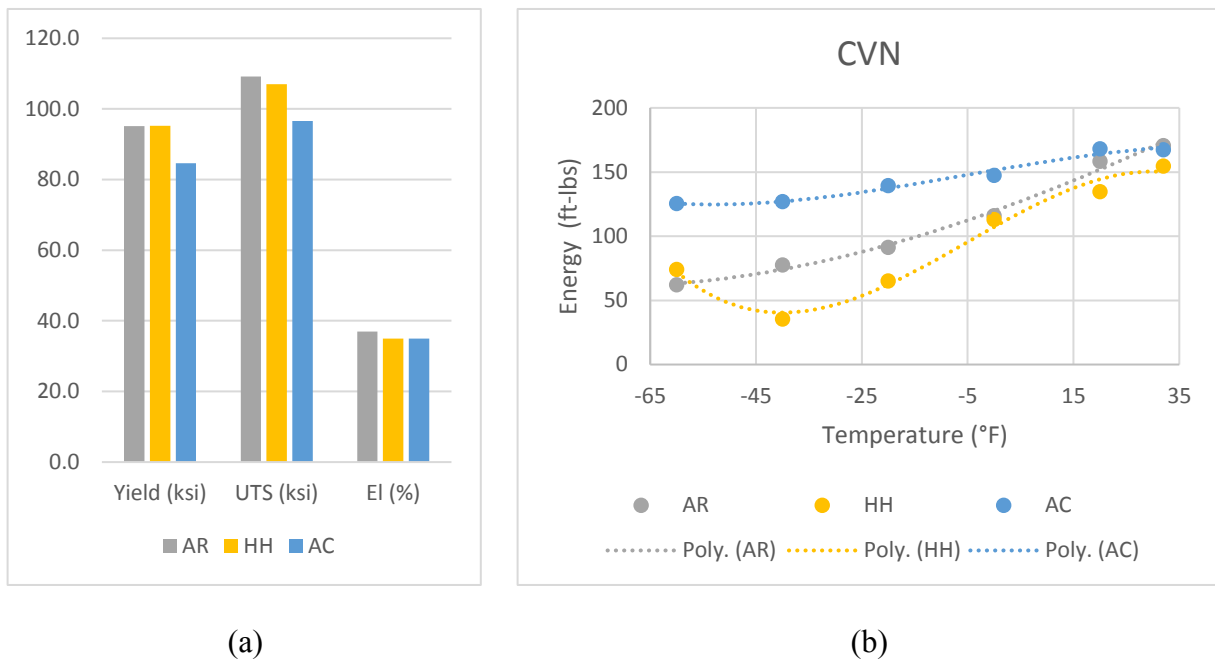 120.0
100.0
80.0
60.0
40.0
20.0
0.0
Yield (ksi) UTS (ksi) El (%)
AR HH AC
(a)
CVN
200
150
100
50
0
Energy (ft-lbs)
-65 -45 -25 -5 15 35
Temperature (°F)
AR HH AC
Poly. (AR) Poly. (HH) Poly. (AC)
(b)